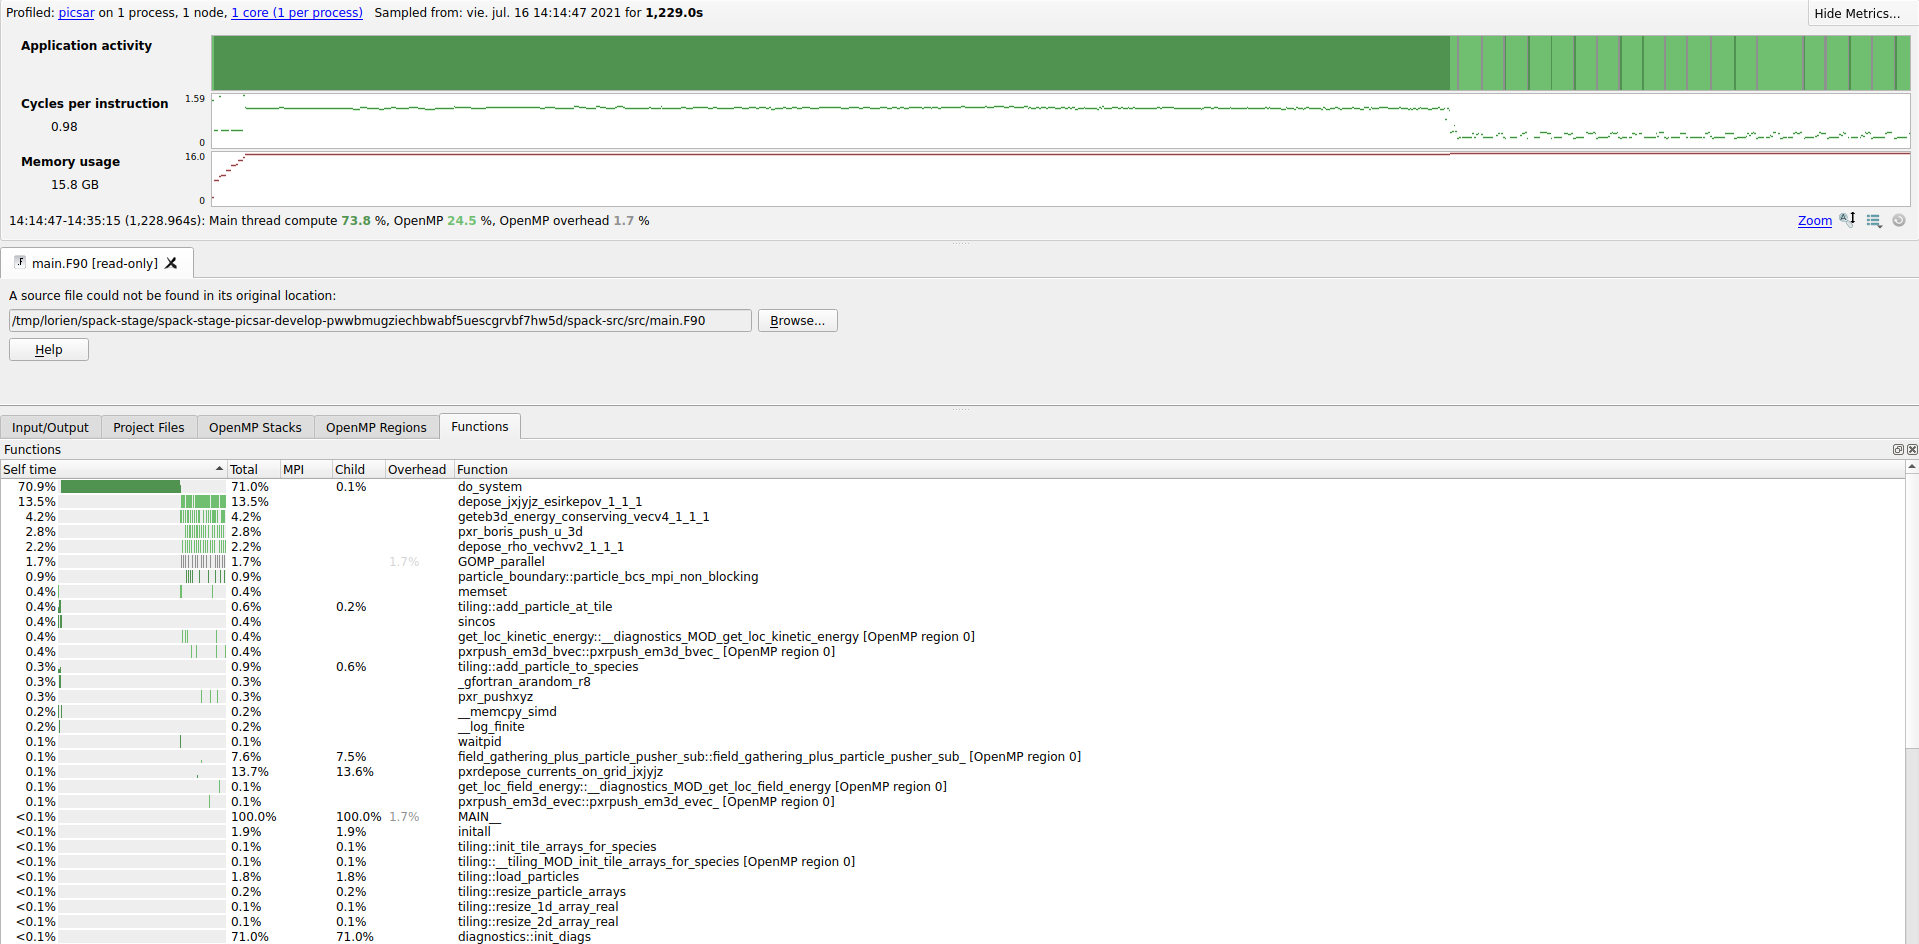 Profiled: picsar on 1 process, 1 node, 1 core (1 per process) Sampled from: vie. jul. 16 14:14:47 2021 for 1,229.0s Hide Metrics...
Application activity
Cycles per instruction 1.59
0.98
0
Memory usage 16.0
15.8 GB
0
14:14:47-14:35:15 (1,228.964s): Main thread compute 73.8 %, OpenMP 24.5 %, OpenMP overhead 1.7 % Zoom
main.F90 [read-only]
A source file could not be found in its original location:
/tmp/lorien/spack-stage/spack-stage-picsar-develop-pwwbmugziechbwabf5uescgrvbf7hw5d/spack-src/src/main.F90 Browse...
Help
Input/Output Project Files OpenMP Stacks OpenMP Regions Functions
Functions
Self time Total MPI Child Overhead Function
70.9% 71.0% 0.1% do_system
13.5% 13.5% depose_jxjyjz_esirkepov_1_1_1
4.2% 4.2% geteb3d_energy_conserving_vecv4_1_1_1
2.8% 2.8% pxr_boris_push_u_3d
2.2% 2.2% depose_rho_vechvv2_1_1_1
1.7% 1.7% 1.7% GOMP_parallel
0.9% 0.9% particle_boundary::particle_bcs_mpi_non_blocking
0.4% 0.4% memset
0.4% 0.6% 0.2% tiling::add_particle_at_tile
0.4% 0.4% sincos
0.4% 0.4% get_loc_kinetic_energy::__diagnostics_MOD_get_loc_kinetic_energy [OpenMP region 0]
0.4% 0.4% pxrpush_em3d_bvec::pxrpush_em3d_bvec_ [OpenMP region 0]
0.3% 0.9% 0.6% tiling::add_particle_to_species
0.3% 0.3% _gfortran_arandom_r8
0.3% 0.3% pxr_pushxyz
0.2% 0.2% __memcpy_simd
0.2% 0.2% __log_finite
0.1% 0.1% waitpid
0.1% 7.6% 7.5% field_gathering_plus_particle_pusher_sub::field_gathering_plus_particle_pusher_sub_ [OpenMP region 0]
0.1% 13.7% 13.6% pxrdepose_currents_on_grid_jxjyjz
0.1% 0.1% get_loc_field_energy::__diagnostics_MOD_get_loc_field_energy [OpenMP region 0]
0.1% 0.1% pxrpush_em3d_evec::pxrpush_em3d_evec_ [OpenMP region 0]
<0.1% 100.0% 100.0% 1.7% MAIN__
<0.1% 1.9% 1.9% initall
<0.1% 0.1% 0.1% tiling::init_tile_arrays_for_species
<0.1% 0.1% 0.1% tiling::__tiling_MOD_init_tile_arrays_for_species [OpenMP region 0]
<0.1% 1.8% 1.8% tiling::load_particles
<0.1% 0.2% 0.2% tiling::resize_particle_arrays
<0.1% 0.1% 0.1% tiling::resize_1d_array_real
<0.1% 0.1% 0.1% tiling::resize_2d_array_real
<0.1% 71.0% 71.0% diagnostics::init_diags